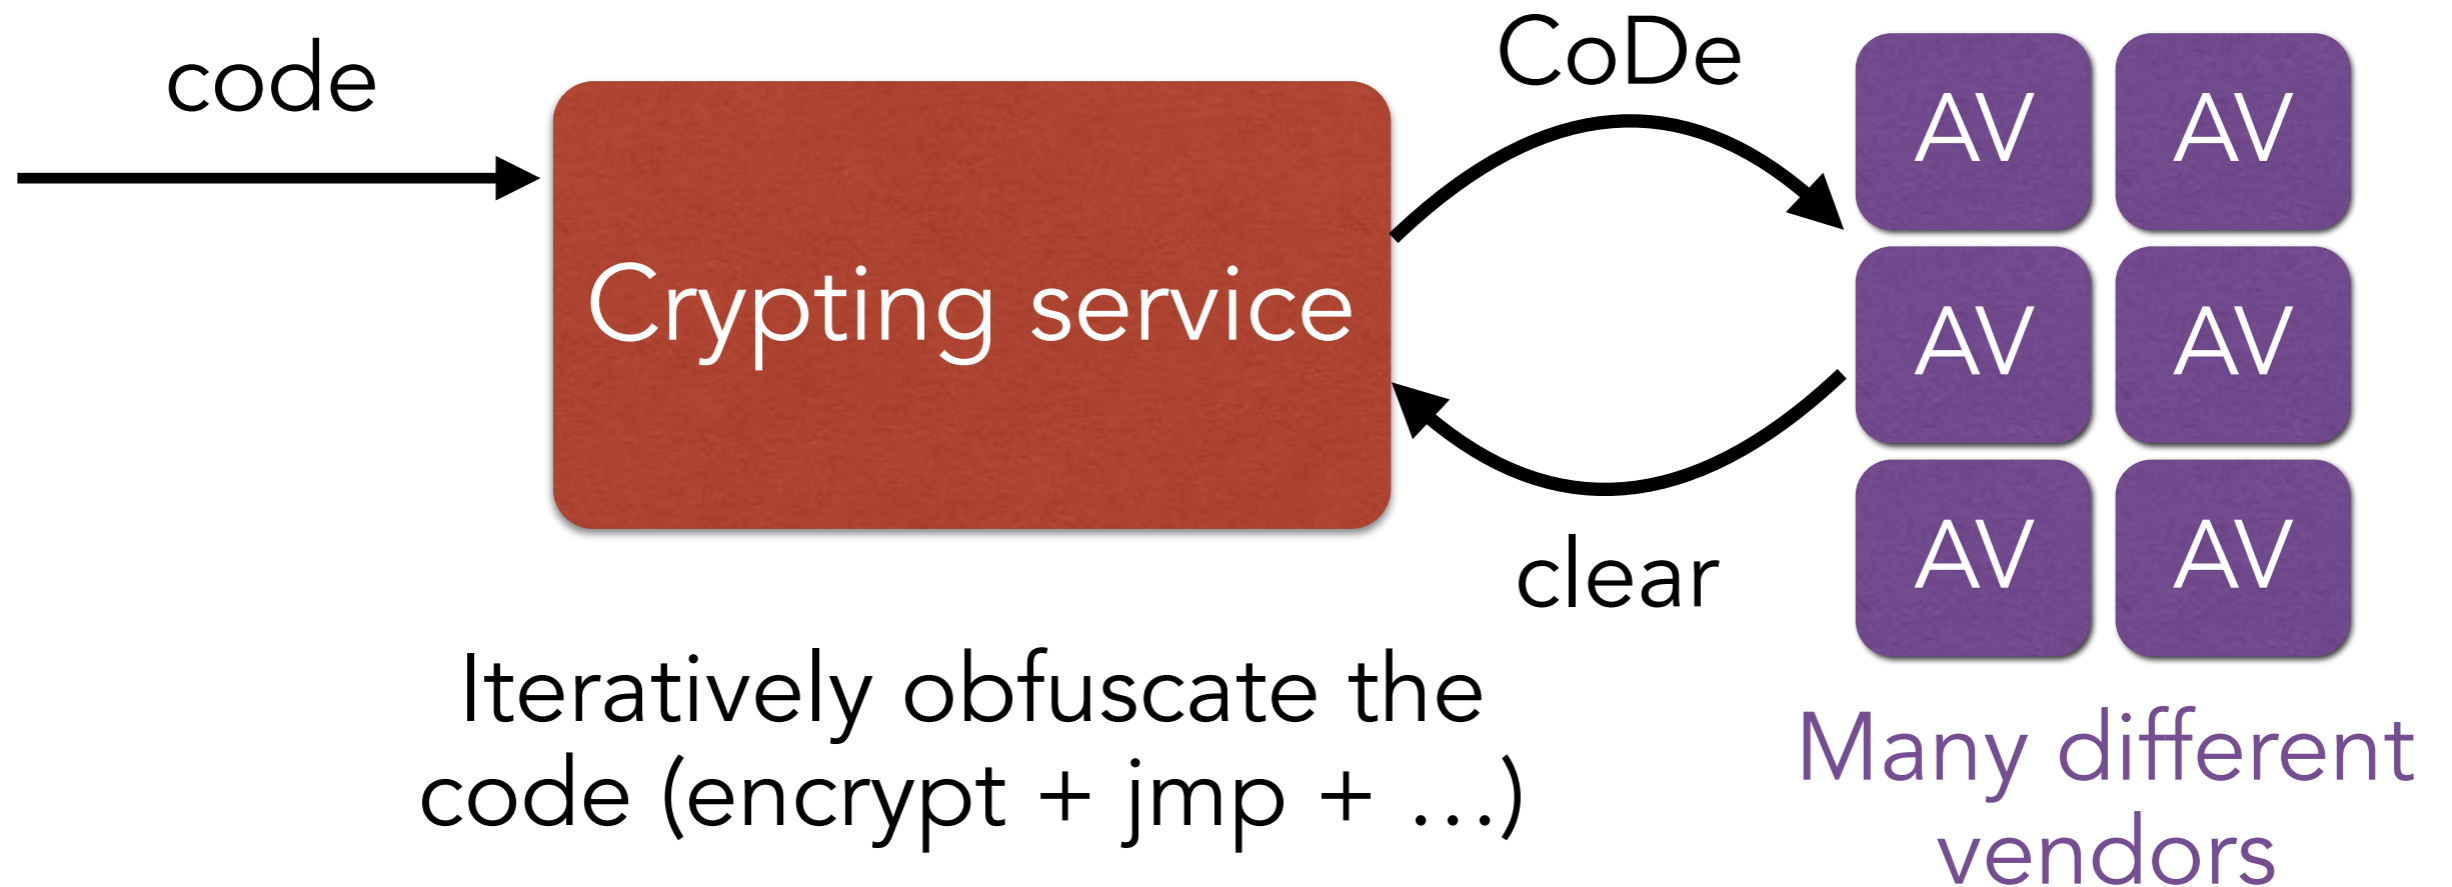 code
Crypting service
CoDe
clear
AV AV
AV AV
AV AV
Iteratively obfuscate the
code (encrypt + jmp + ...)
Many different
vendors